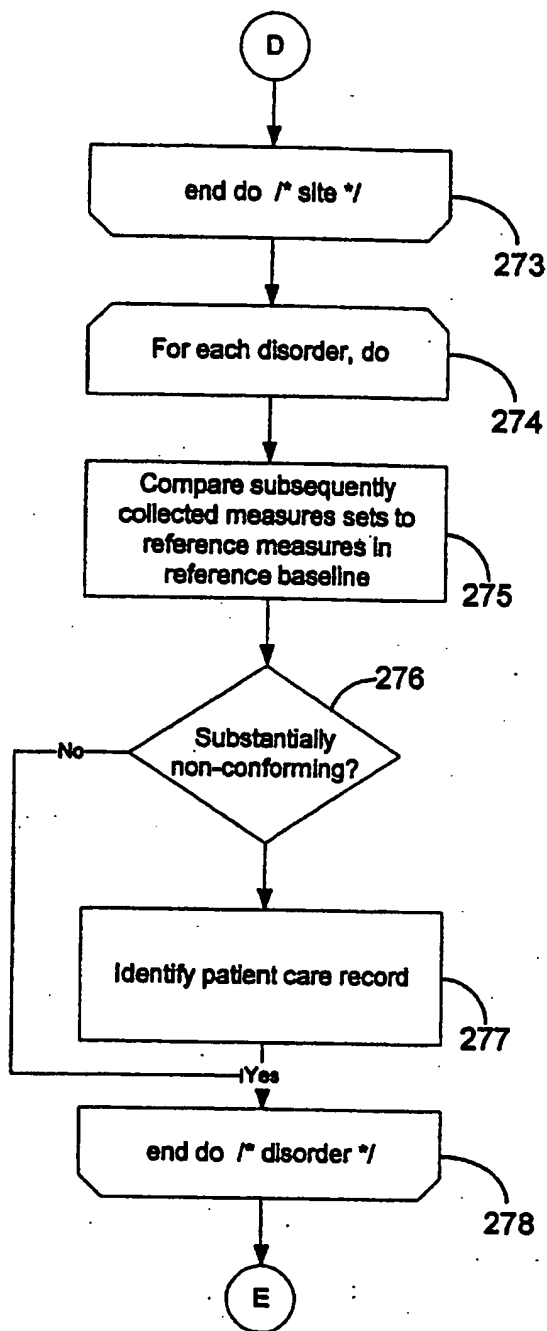 D
end do /* site */
273
For each disorder, do
274
Compare subsequently
collected measures sets to
reference measures in
reference baseline
275
276
No
Substantially
non-conforming?
Identify patient care record
277
Yes
end do /* disorder */
278
E